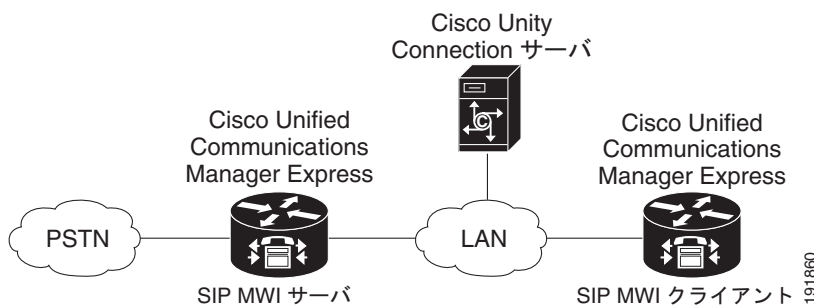 Cisco Unity
Connection サーバ
Cisco Unified
Communications
Manager Express
Cisco Unified
Communications
Manager Express
PSTN
LAN
SIP MWI サーバ
SIP MWI クライアント
191860